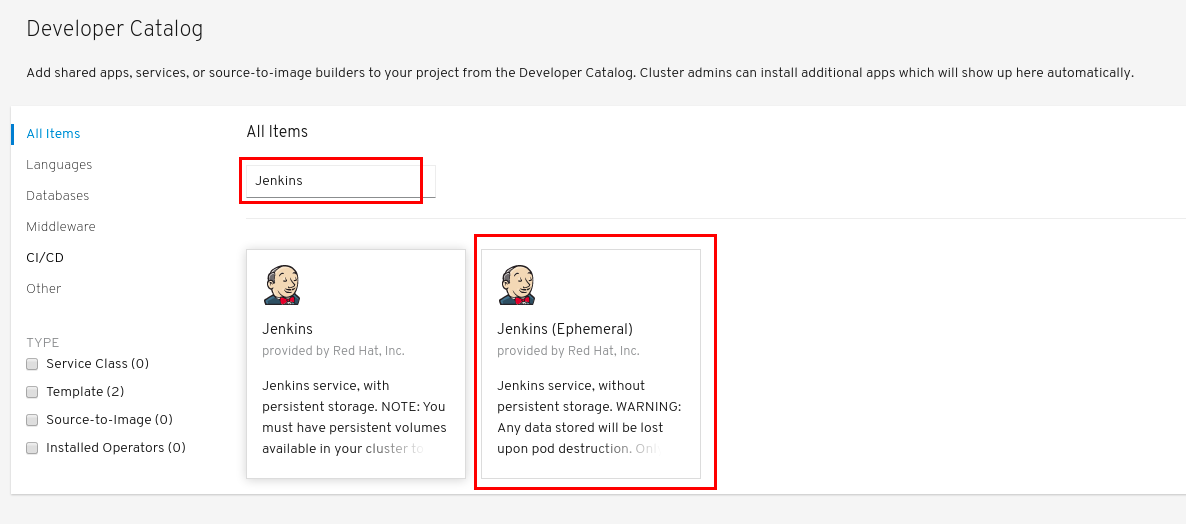 Developer Catalog
Add shared apps, services, or source-to-image builders to your project from the Developer Catalog. Cluster admins can install additional apps which will show up here automatically.
All Items
Languages
Databases
Middleware
CI/CD
Other
TYPE
Service Class (0)
Template (2)
Source-to-Image (0)
Installed Operators (0)
All Items
Jenkins
Jenkins
provided by Red Hat, Inc.
Jenkins service, with
persistent storage. NOTE: You
must have persistent volumes
available in your cluster to
Jenkins (Ephemeral)
provided by Red Hat, Inc.
Jenkins service, without
persistent storage. WARNING:
Any data stored will be lost
upon pod destruction. Only